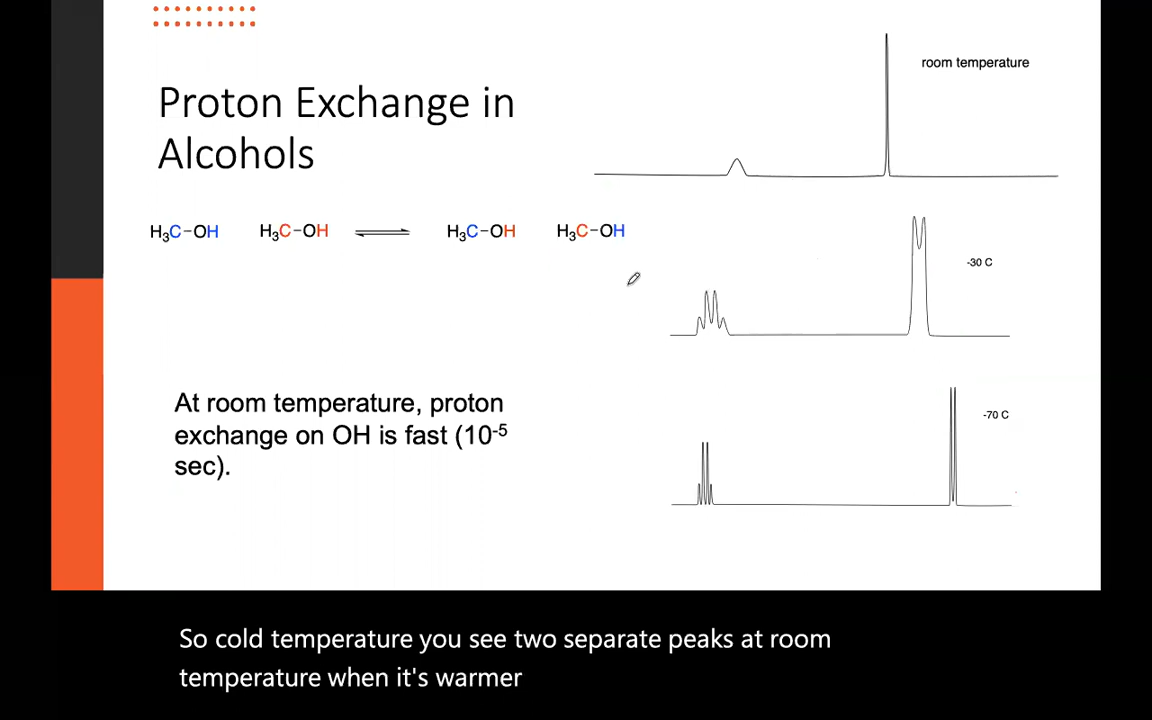 Proton Exchange in
Alcohols
room temperature
H₃C-OH H₃C-OH ⇌ H₃C-OH H₃C-OH
-30 C
At room temperature, proton
exchange on OH is fast (10⁻⁵
sec).
-70 C
So cold temperature you see two separate peaks at room
temperature when it's warmer